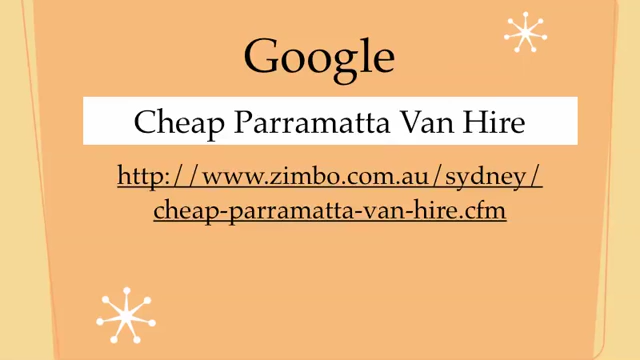 Google
Cheap Parramatta Van Hire
http://www.zimbo.com.au/sydney/
cheap-parramatta-van-hire.cfm